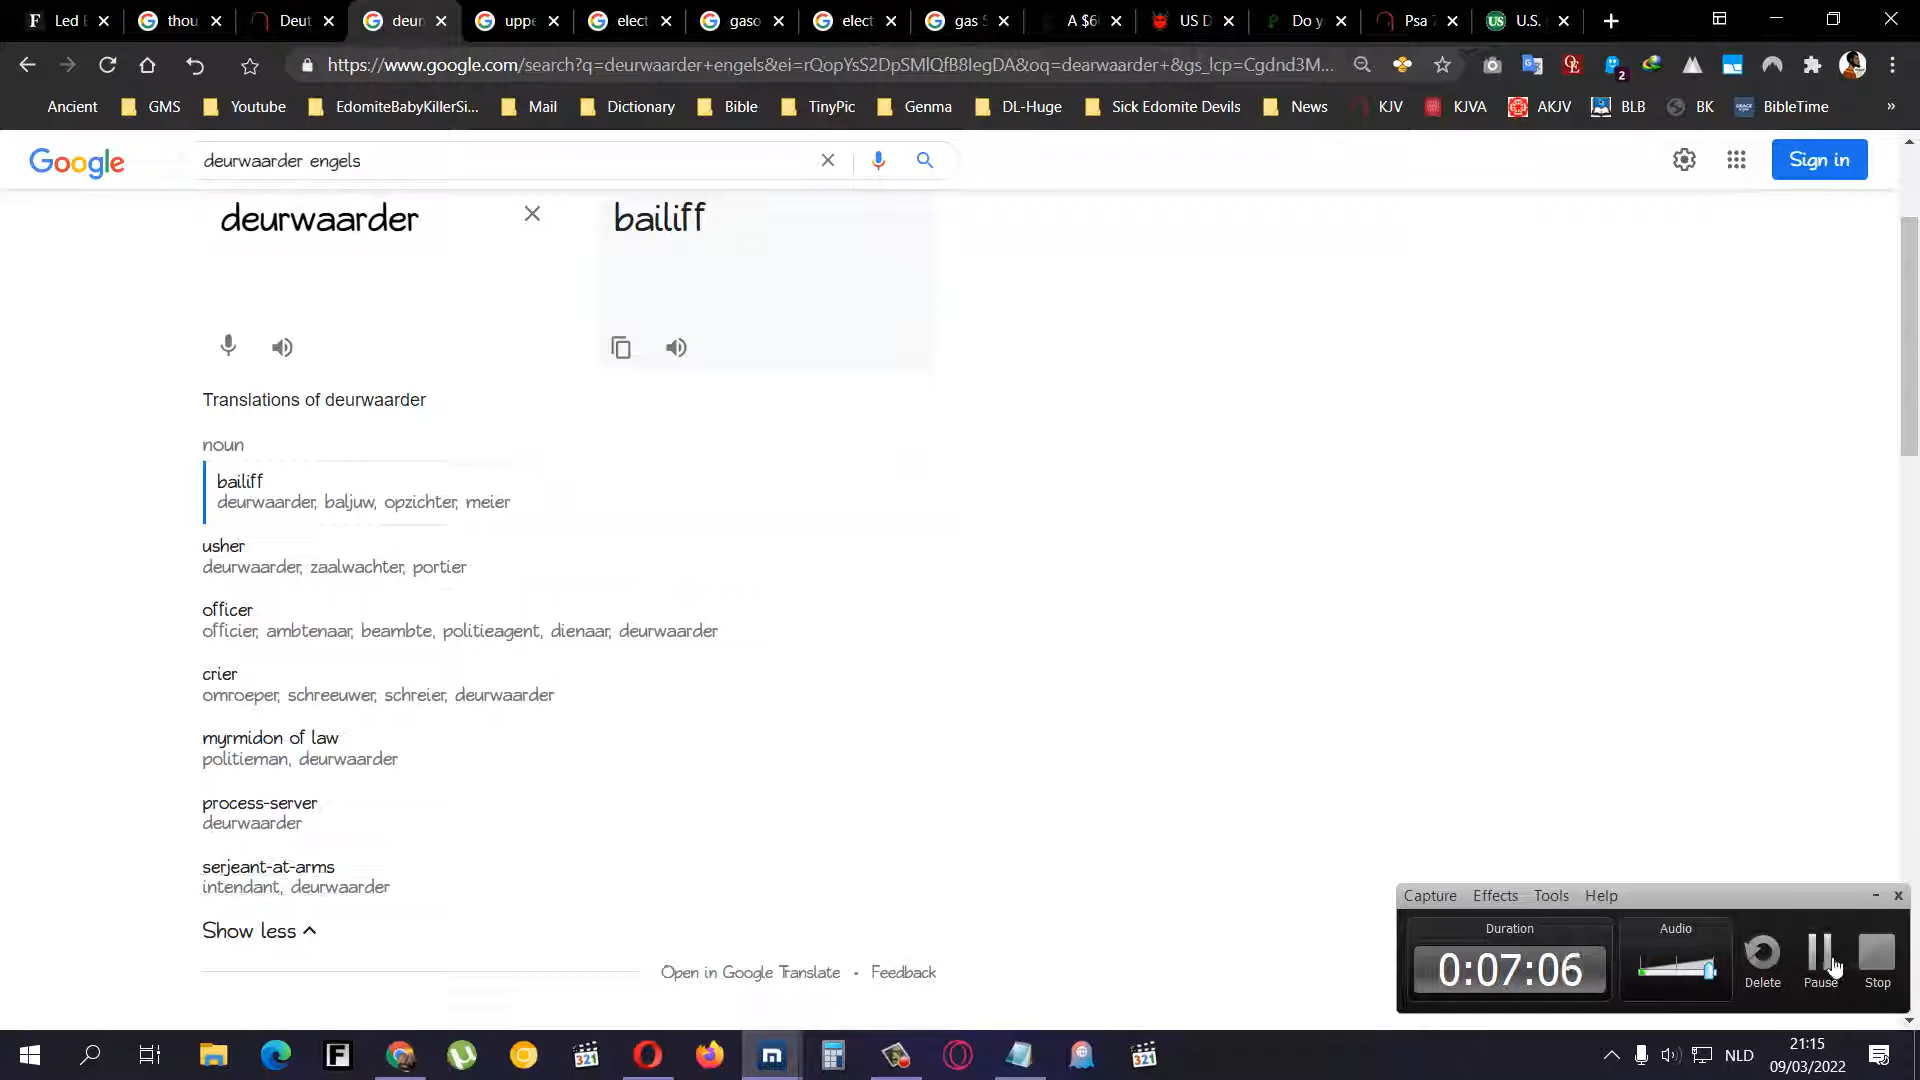 Led E
thou
Deut
deur
uppe
elect
gaso
elect
gas S
A $6
US D
Do y
Psa 7
U.S.
https://www.google.com/search?q=deurwaarder+engels&ei=rQopYsS2DpSMlQfB8IegDA&oq=dearwaarder+&gs_lcp=Cgdnd3M...
2
Ancient
GMS
Youtube
EdomiteBabyKillerSi...
Mail
Dictionary
Bible
TinyPic
Genma
DL-Huge
Sick Edomite Devils
News
KJV
KJVA
AKJV
BLB
BK
BibleTime
»
Google
deurwaarder engels
Sign in
deurwaarder
bailiff
Translations of deurwaarder
noun
bailiff
deurwaarder, baljuw, opzichter, meier
usher
deurwaarder, zaalwachter, portier
officer
officier, ambtenaar, beambte, politieagent, dienaar, deurwaarder
crier
omroeper, schreeuwer, schreier, deurwaarder
myrmidon of law
politieman, deurwaarder
process-server
deurwaarder
serjeant-at-arms
intendant, deurwaarder
Show less
Open in Google Translate • Feedback
Capture Effects Tools Help
Duration
Audio
0:07:06
Delete
Pause
Stop
NLD
21:15
09/03/2022